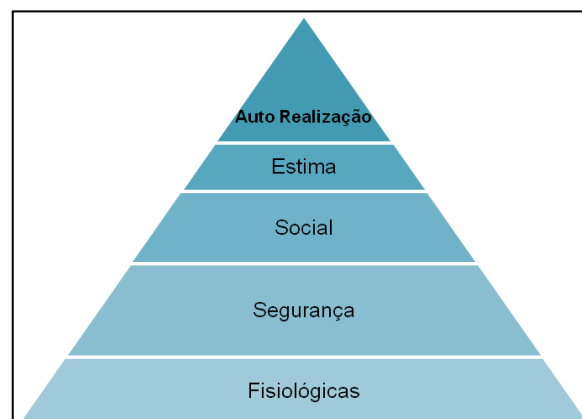 Auto Realização
Estima
Social
Segurança
Fisiológicas